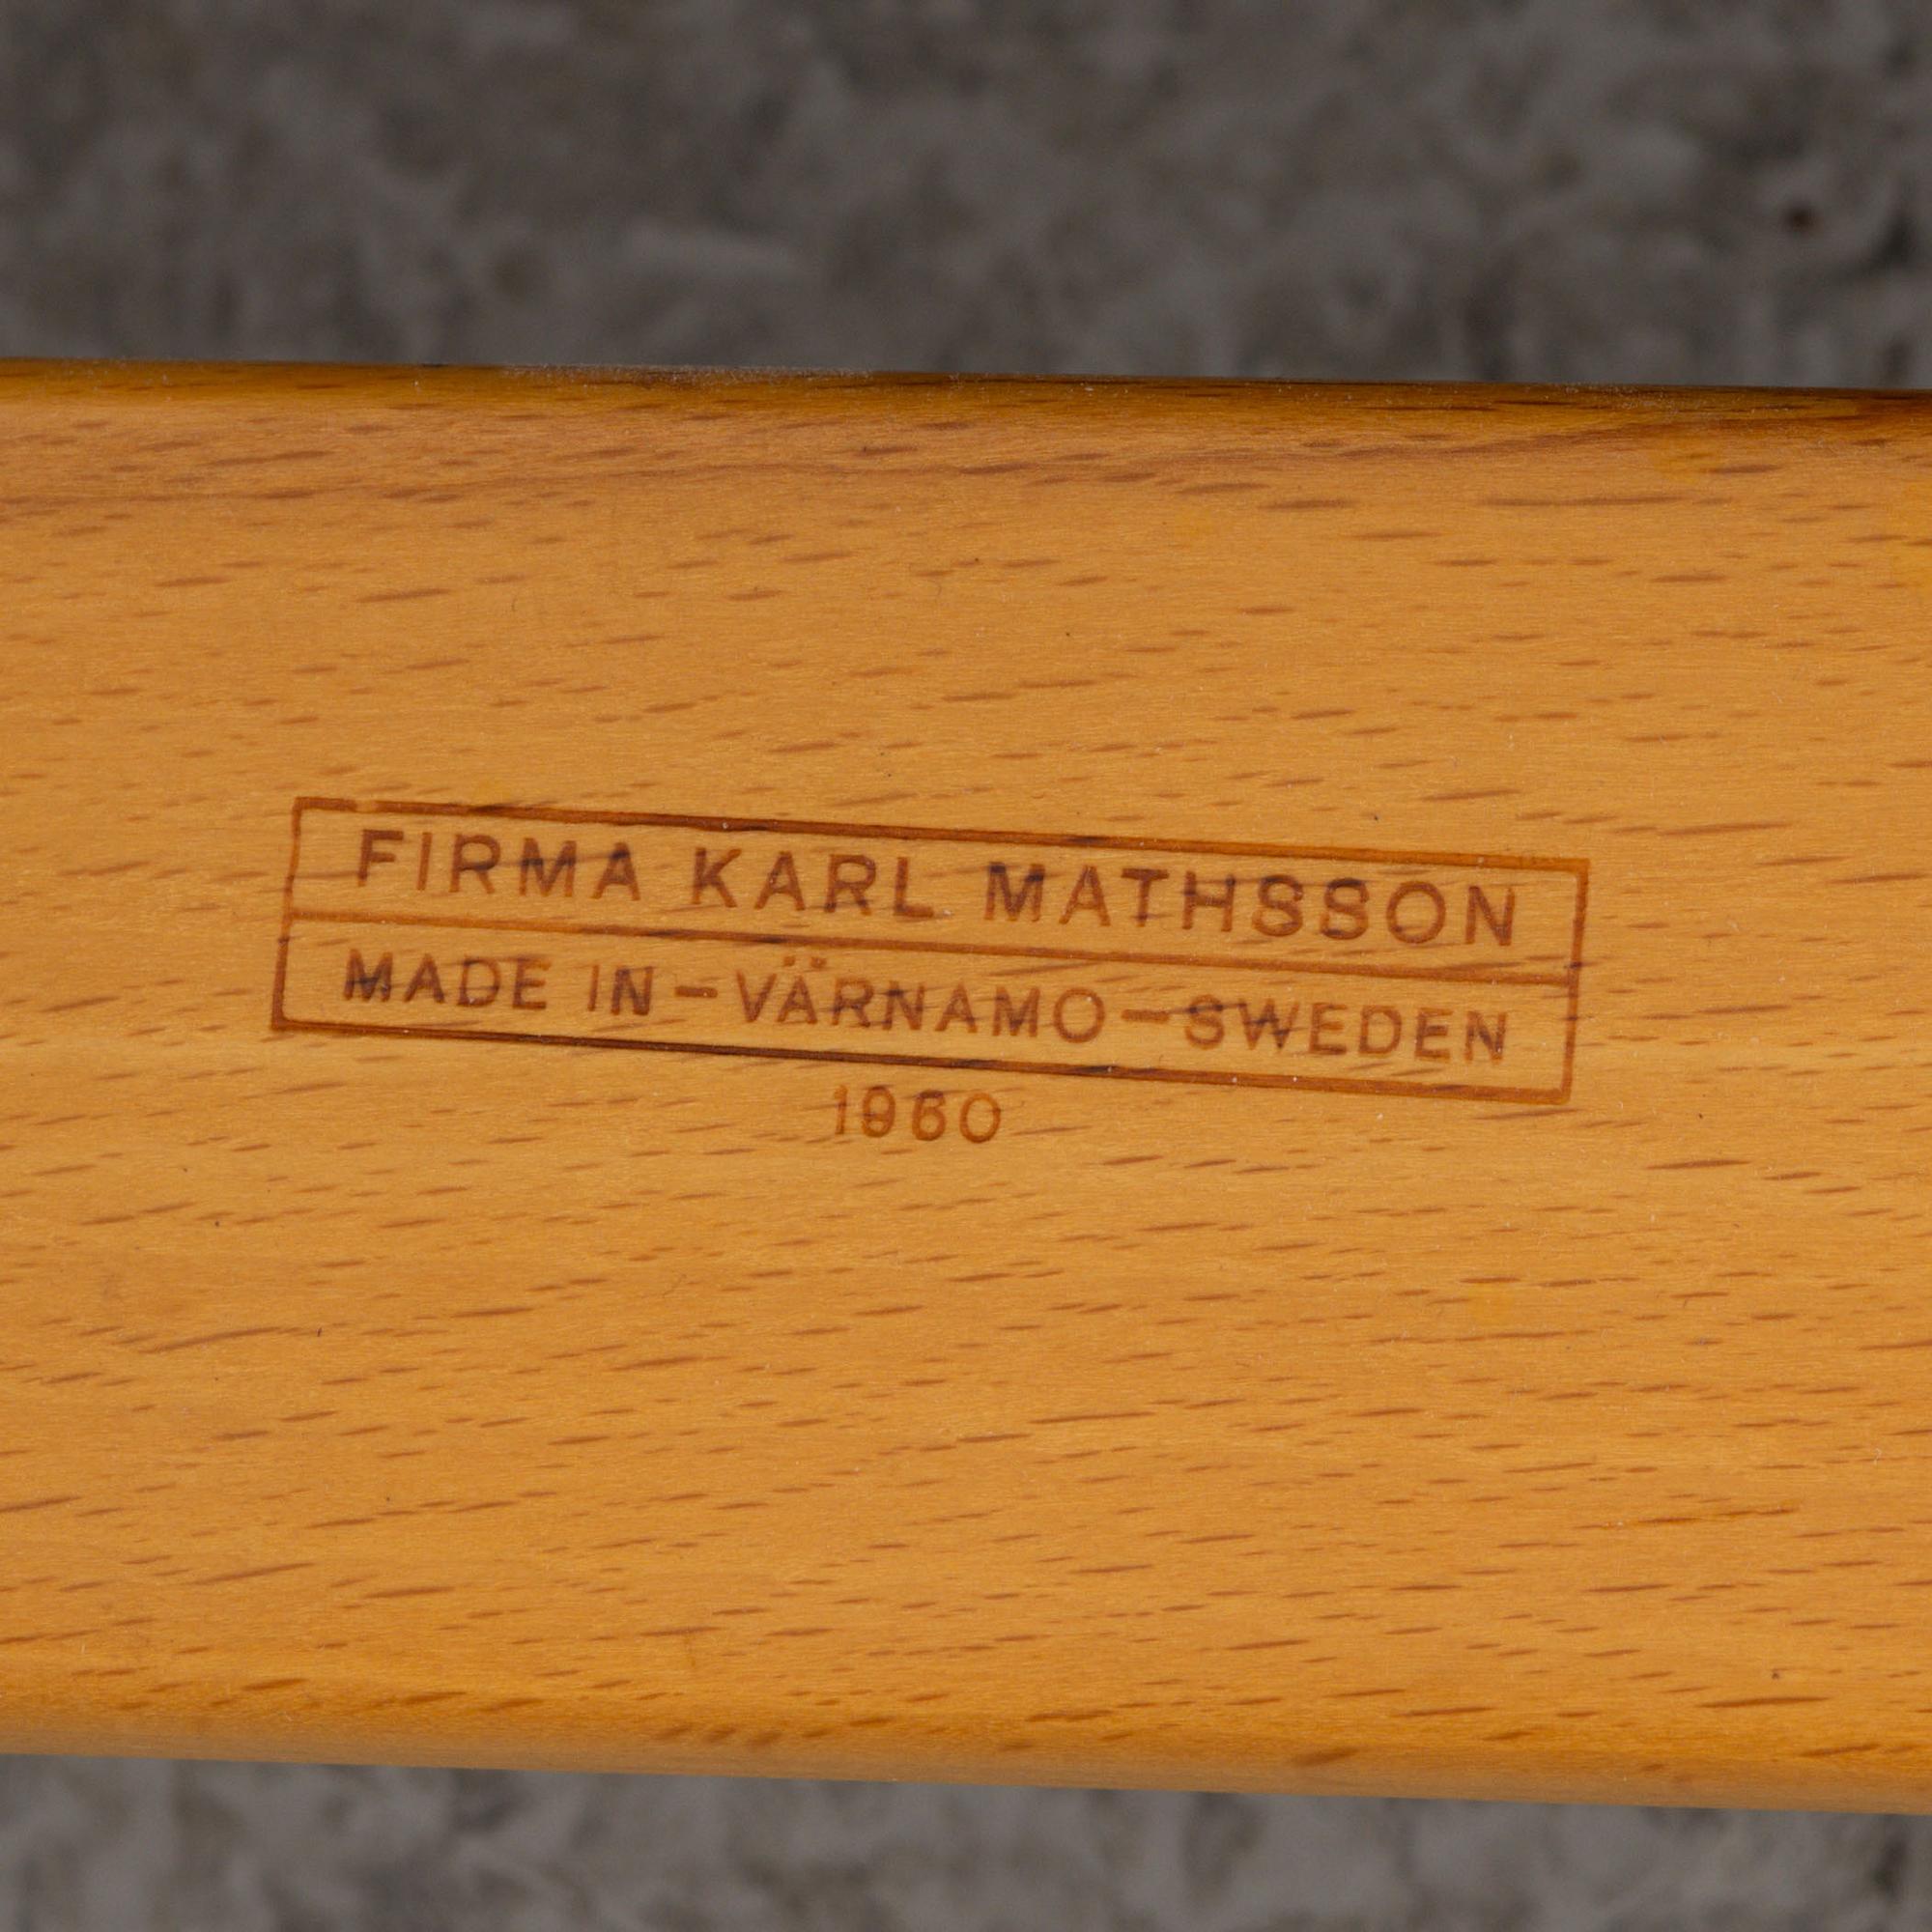 FIRMA KARL MATHSSON
MADE IN-VÄRNAMO-SWEDEN
1960